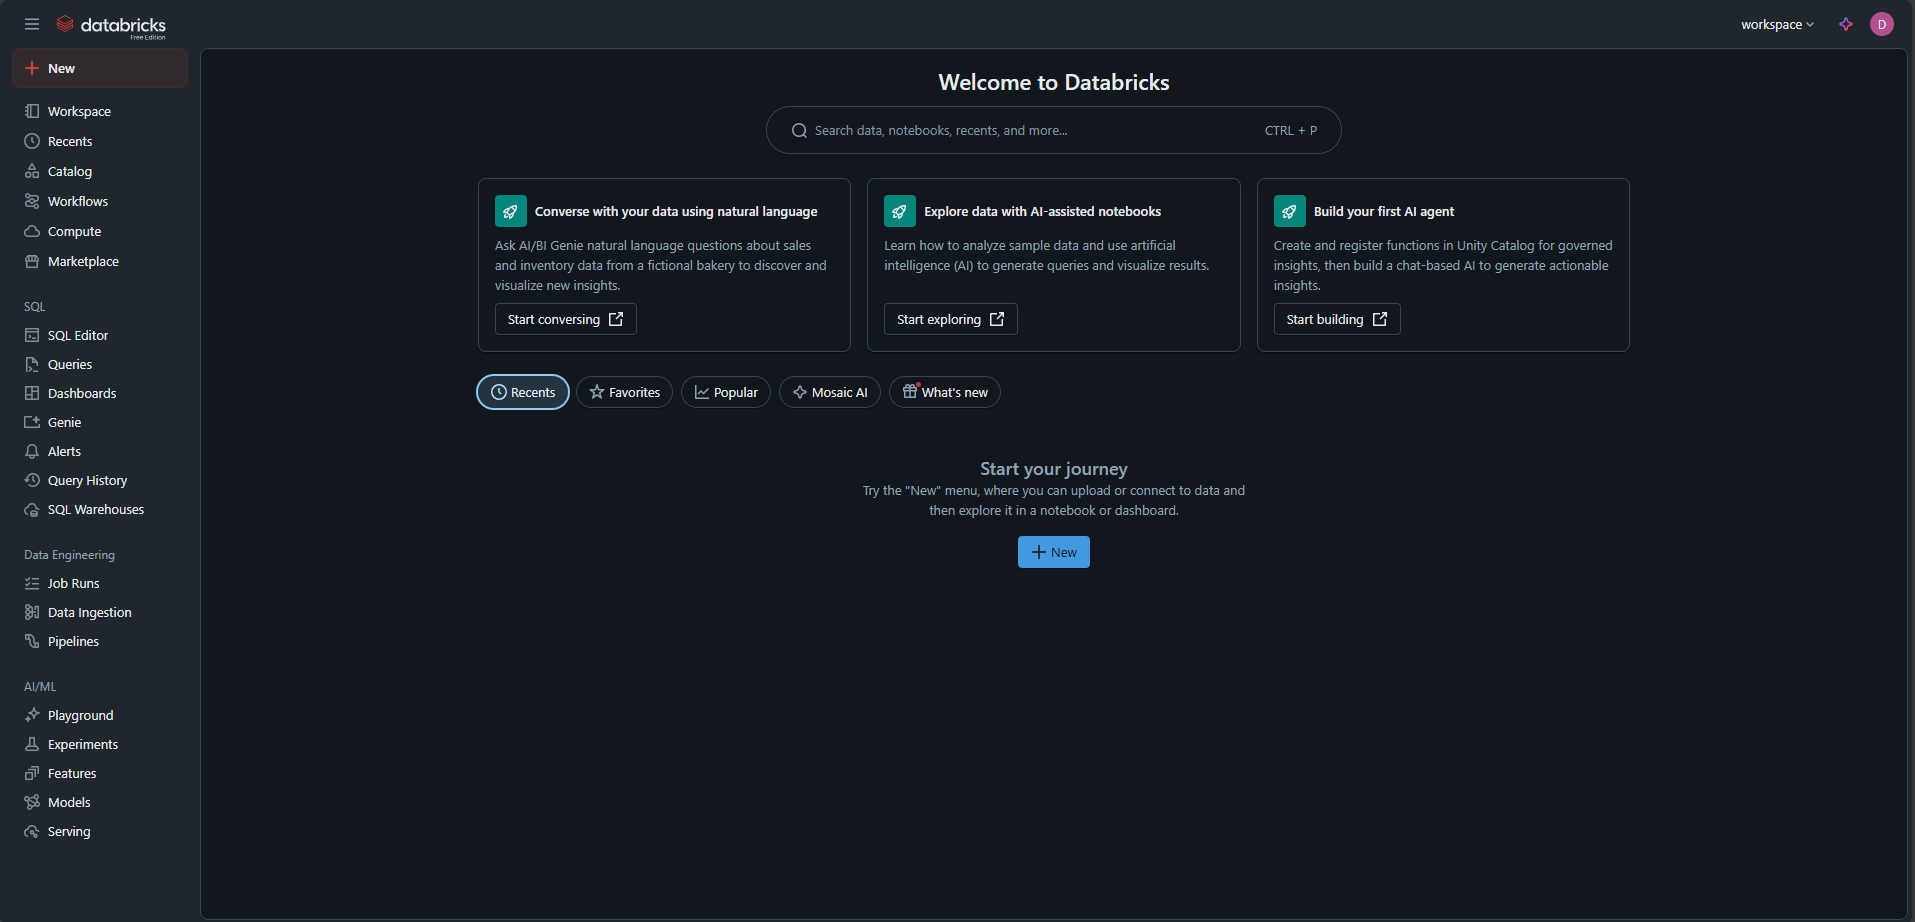 databricks
Free Edition
workspace
D
New
Workspace
Recents
Catalog
Workflows
Compute
Marketplace
SQL
SQL Editor
Queries
Dashboards
Genie
Alerts
Query History
SQL Warehouses
Data Engineering
Job Runs
Data Ingestion
Pipelines
AI/ML
Playground
Experiments
Features
Models
Serving
Welcome to Databricks
Search data, notebooks, recents, and more... CTRL + P
Converse with your data using natural language
Ask AI/BI Genie natural language questions about sales
and inventory data from a fictional bakery to discover and
visualize new insights.
Start conversing
Explore data with AI-assisted notebooks
Learn how to analyze sample data and use artificial
intelligence (AI) to generate queries and visualize results.
Start exploring
Build your first AI agent
Create and register functions in Unity Catalog for governed
insights, then build a chat-based AI to generate actionable
insights.
Start building
Recents Favorites Popular Mosaic AI What's new
Start your journey
Try the "New" menu, where you can upload or connect to data and
then explore it in a notebook or dashboard.
New